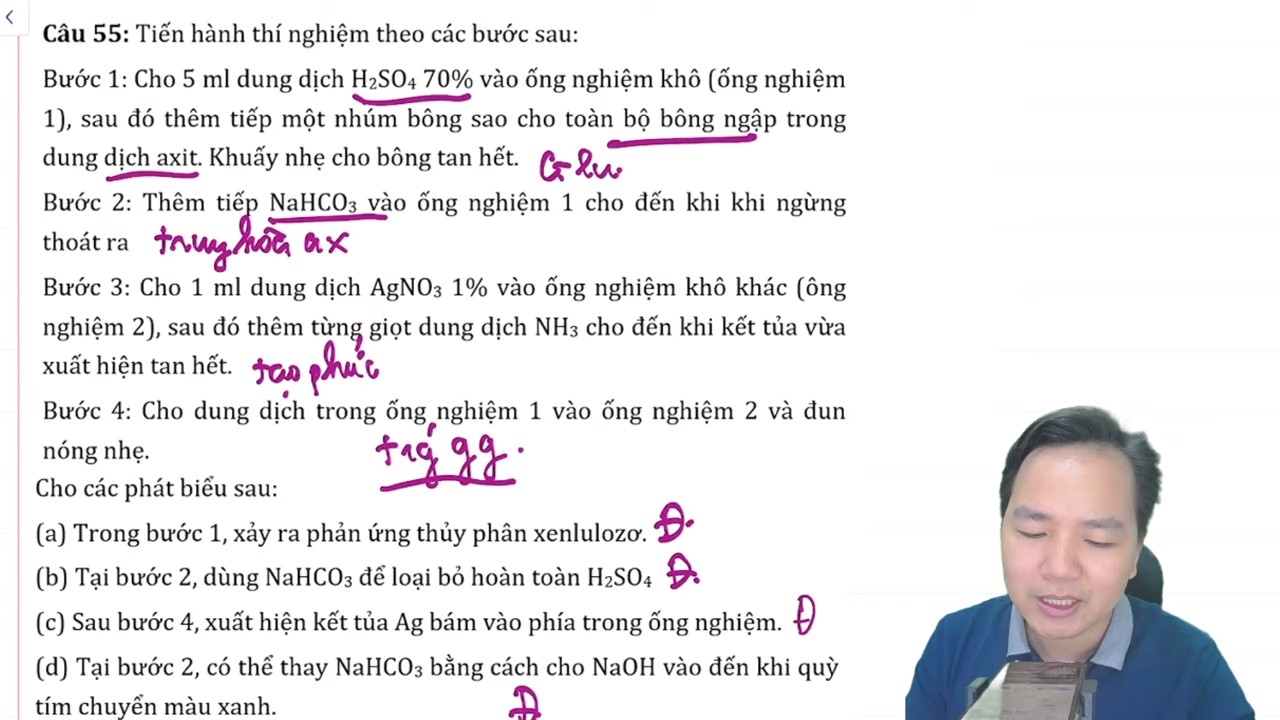 Câu 55: Tiến hành thí nghiệm theo các bước sau:
Bước 1: Cho 5 ml dung dịch H₂SO₄ 70% vào ống nghiệm khô (ống nghiệm
1), sau đó thêm tiếp một nhúm bông sao cho toàn bộ bông ngập trong
dung dịch axit. Khuấy nhẹ cho bông tan hết. Glu.
Bước 2: Thêm tiếp NaHCO₃ vào ống nghiệm 1 cho đến khi khi ngừng
thoát ra trung hòa ax
Bước 3: Cho 1 ml dung dịch AgNO₃ 1% vào ống nghiệm khô khác (ông
nghiệm 2), sau đó thêm từng giọt dung dịch NH₃ cho đến khi kết tủa vừa
xuất hiện tan hết. tạo phức
Bước 4: Cho dung dịch trong ống nghiệm 1 vào ống nghiệm 2 và đun
nóng nhẹ. tráng gg.
Cho các phát biểu sau:
(a) Trong bước 1, xảy ra phản ứng thủy phân xenlulozơ. Đ.
(b) Tại bước 2, dùng NaHCO₃ để loại bỏ hoàn toàn H₂SO₄ Đ.
(c) Sau bước 4, xuất hiện kết tủa Ag bám vào phía trong ống nghiệm. Đ
(d) Tại bước 2, có thể thay NaHCO₃ bằng cách cho NaOH vào đến khi quỳ
tím chuyển màu xanh. Đ